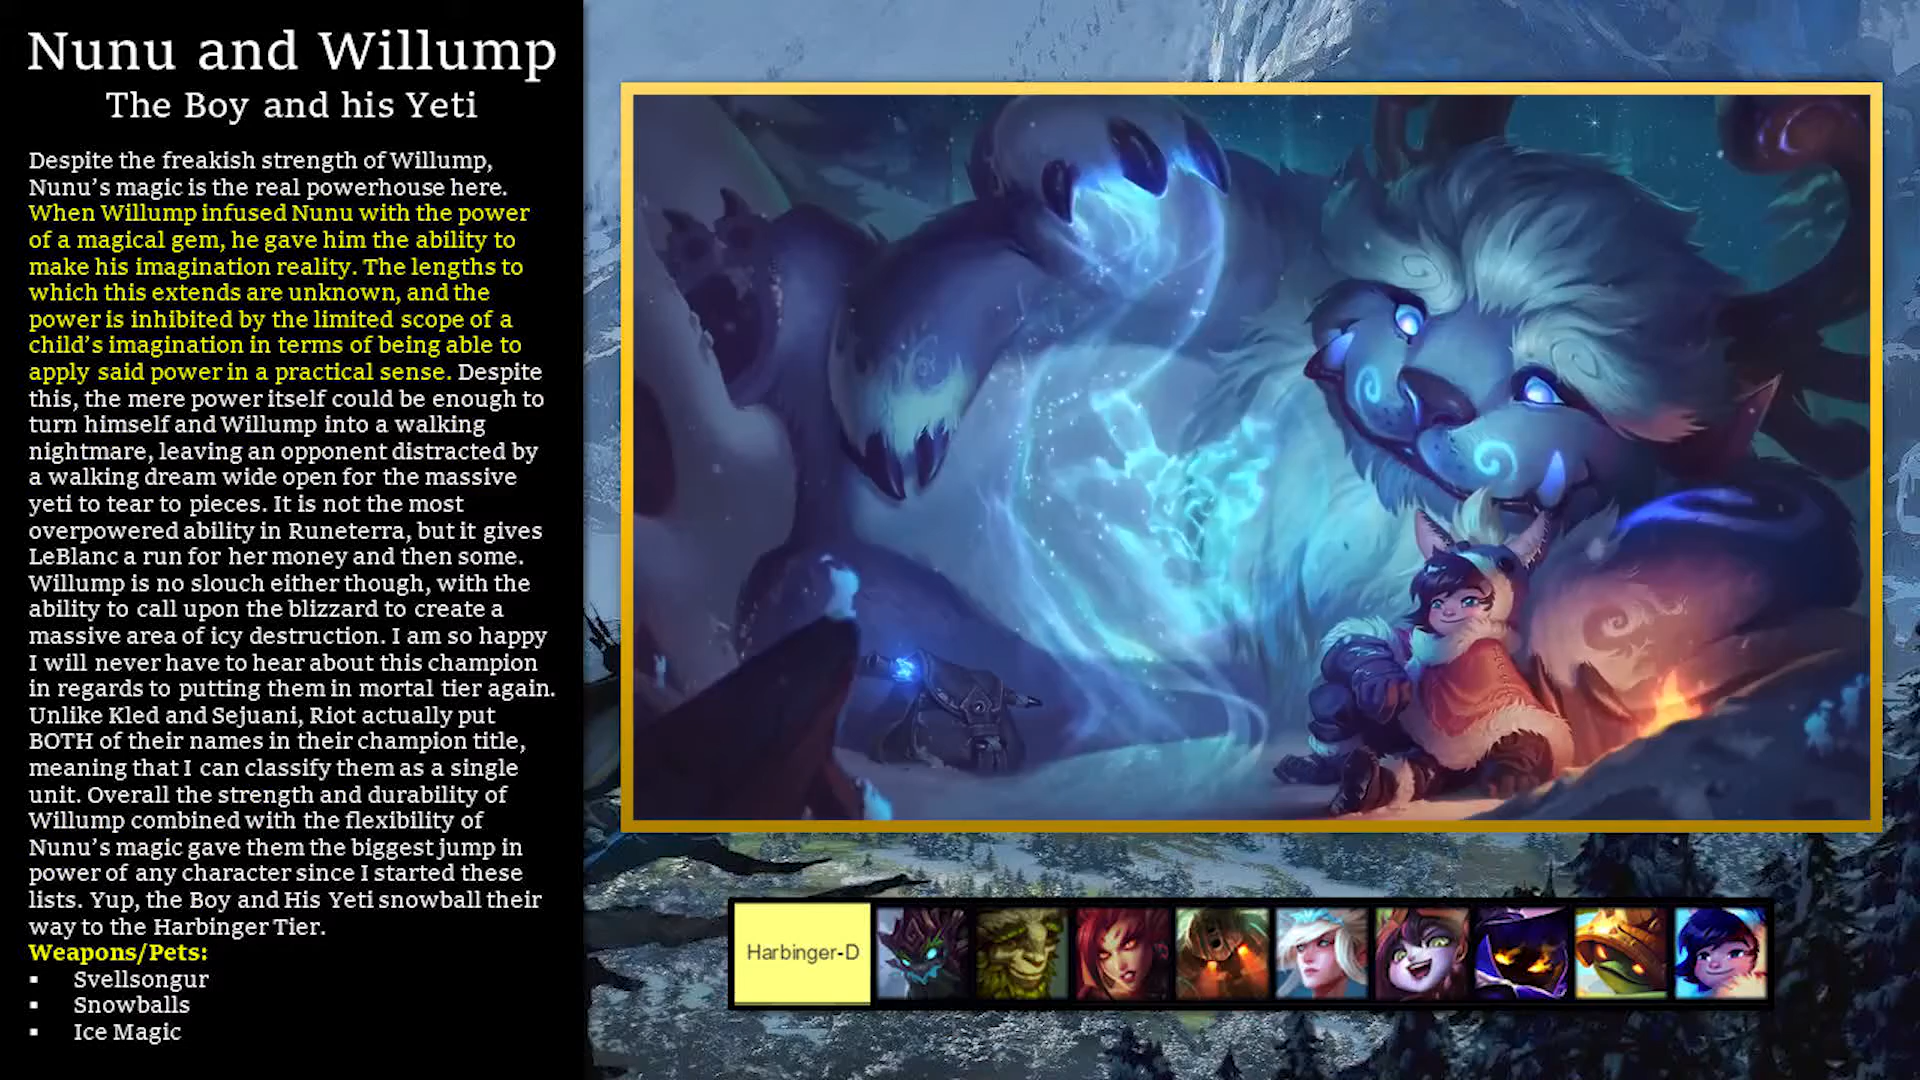 Nunu and Willump
The Boy and his Yeti
Despite the freakish strength of Willump,
Nunu’s magic is the real powerhouse here.
When Willump infused Nunu with the power
of a magical gem, he gave him the ability to
make his imagination reality. The lengths to
which this extends are unknown, and the
power is inhibited by the limited scope of a
child’s imagination in terms of being able to
apply said power in a practical sense. Despite
this, the mere power itself could be enough to
turn himself and Willump into a walking
nightmare, leaving an opponent distracted by
a walking dream wide open for the massive
yeti to tear to pieces. It is not the most
overpowered ability in Runeterra, but it gives
LeBlanc a run for her money and then some.
Willump is no slouch either though, with the
ability to call upon the blizzard to create a
massive area of icy destruction. I am so happy
I will never have to hear about this champion
in regards to putting them in mortal tier again.
Unlike Kled and Sejuani, Riot actually put
BOTH of their names in their champion title,
meaning that I can classify them as a single
unit. Overall the strength and durability of
Willump combined with the flexibility of
Nunu’s magic gave them the biggest jump in
power of any character since I started these
lists. Yup, the Boy and His Yeti snowball their
way to the Harbinger Tier.
Weapons/Pets:
▪ Svellsongur
▪ Snowballs
▪ Ice Magic
Harbinger-D